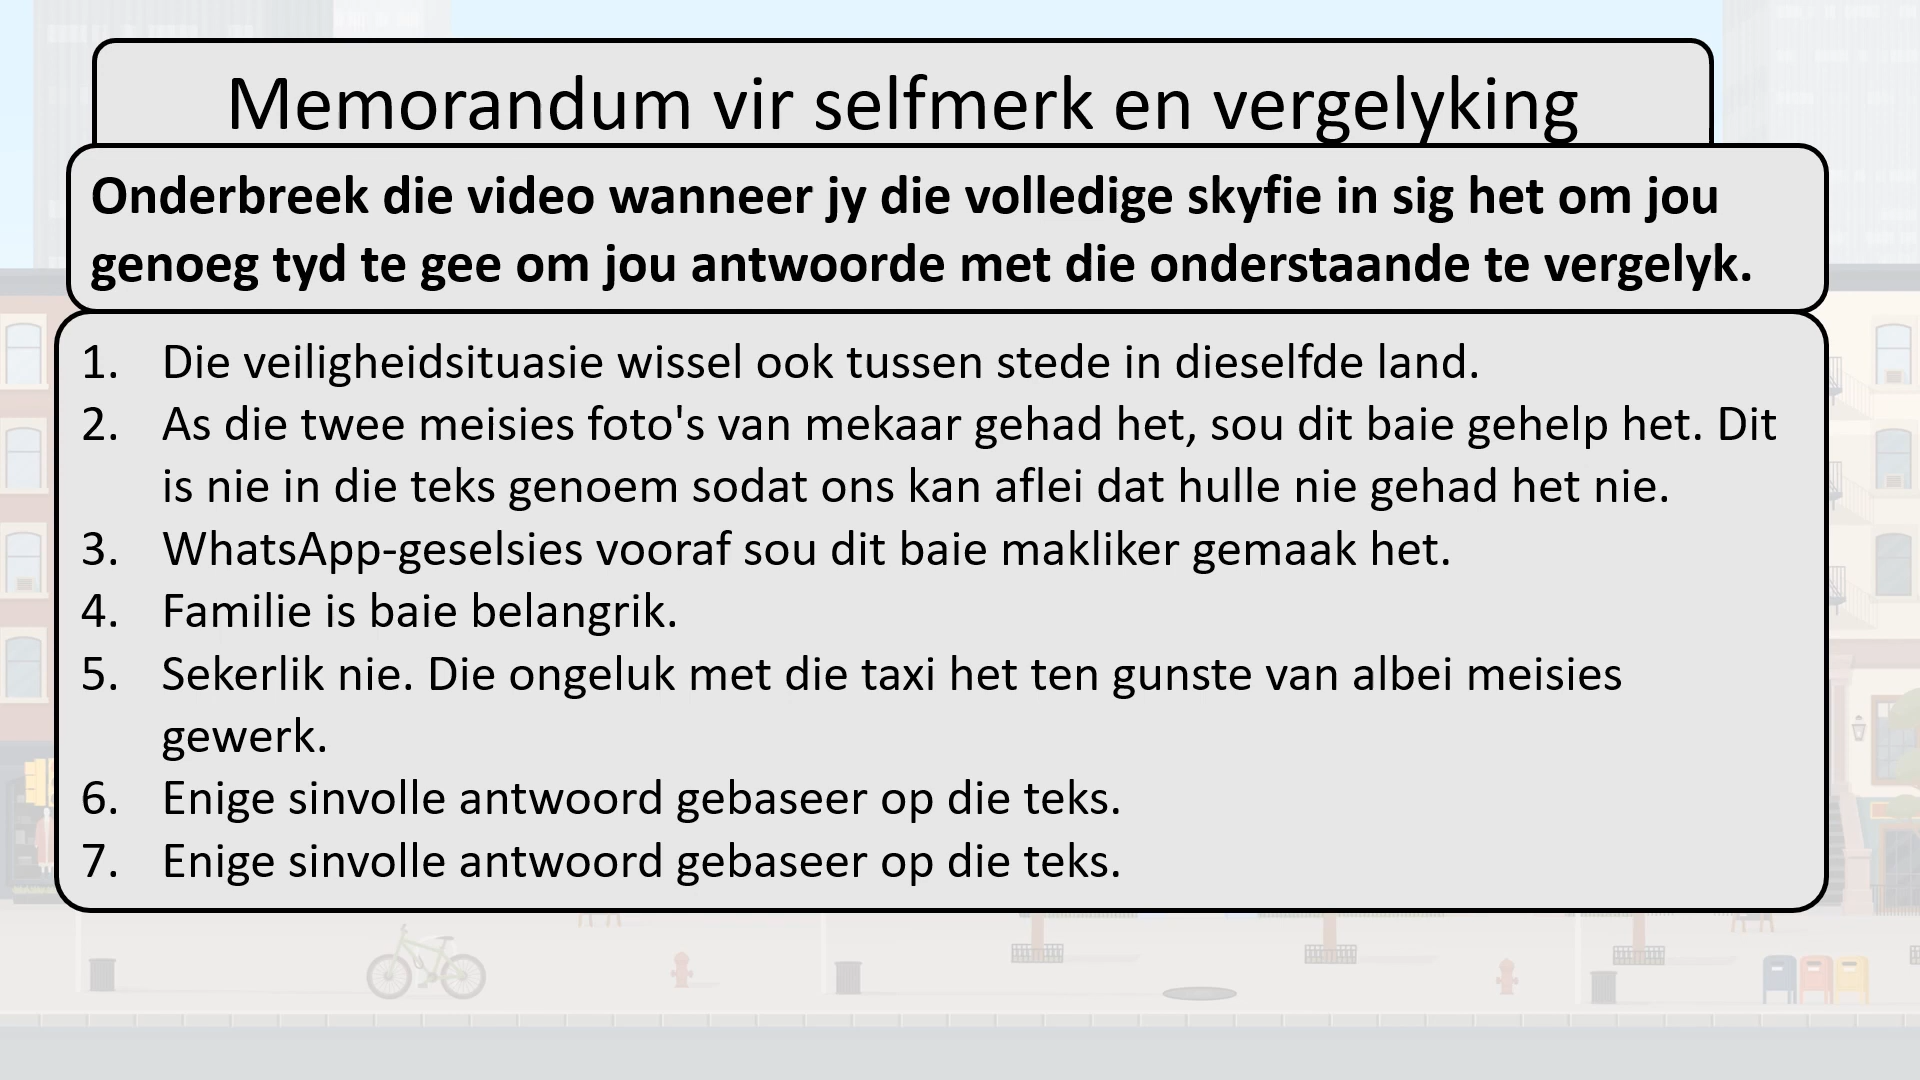 Memorandum vir selfmerk en vergelyking
Onderbreek die video wanneer jy die volledige skyfie in sig het om jou
genoeg tyd te gee om jou antwoorde met die onderstaande te vergelyk.
1. Die veiligheidsituasie wissel ook tussen stede in dieselfde land.
2. As die twee meisies foto's van mekaar gehad het, sou dit baie gehelp het. Dit
is nie in die teks genoem sodat ons kan aflei dat hulle nie gehad het nie.
3. WhatsApp-geselsies vooraf sou dit baie makliker gemaak het.
4. Familie is baie belangrik.
5. Sekerlik nie. Die ongeluk met die taxi het ten gunste van albei meisies
gewerk.
6. Enige sinvolle antwoord gebaseer op die teks.
7. Enige sinvolle antwoord gebaseer op die teks.